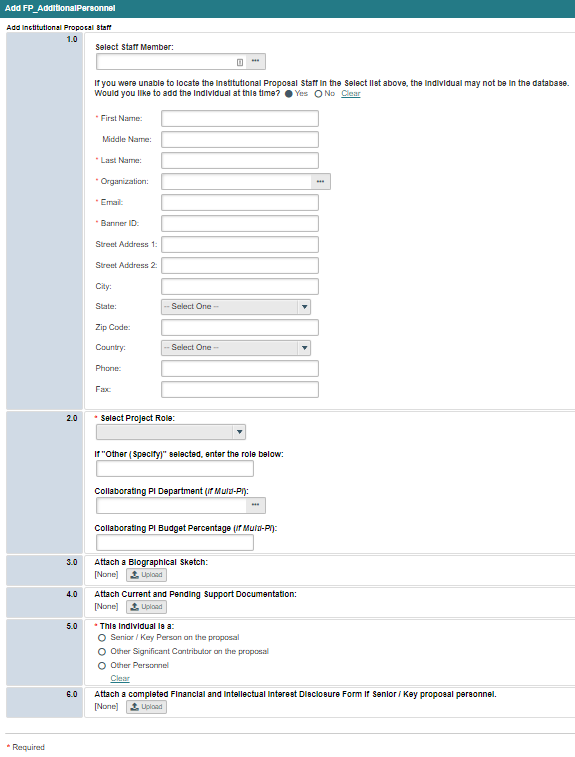 Add FP_AdditionalPersonnel
Add Institutional Proposal Staff
1.0
Select Staff Member:
If you were unable to locate the Institutional Proposal Staff in the Select list above, the individual may not be in the database.
Would you like to add the individual at this time? Yes No Clear
* First Name:
Middle Name:
* Last Name:
* Organization:
* Email:
* Banner ID:
Street Address 1:
Street Address 2:
City:
State: -- Select One --
Zip Code:
Country: -- Select One --
Phone:
Fax:
2.0 * Select Project Role:
If "Other (Specify)" selected, enter the role below:
Collaborating PI Department (if Multi-PI):
Collaborating PI Budget Percentage (if Multi-PI):
3.0 Attach a Biographical Sketch:
[None] Upload
4.0 Attach Current and Pending Support Documentation:
[None] Upload
5.0 * This individual is a:
Senior / Key Person on the proposal
Other Significant Contributor on the proposal
Other Personnel
Clear
6.0 Attach a completed Financial and Intellectual Interest Disclosure Form if Senior / Key proposal personnel.
[None] Upload
* Required